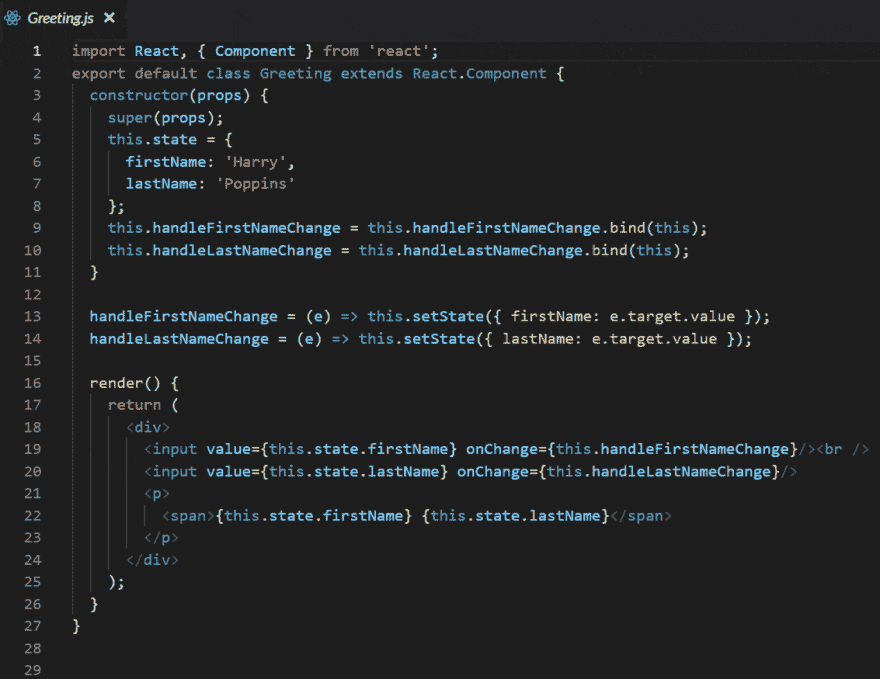 Greeting.js ×
1 import React, { Component } from 'react';
2 export default class Greeting extends React.Component {
3 constructor(props) {
4 super(props);
5 this.state = {
6 firstName: 'Harry',
7 lastName: 'Poppins'
8 };
9 this.handleFirstNameChange = this.handleFirstNameChange.bind(this);
10 this.handleLastNameChange = this.handleLastNameChange.bind(this);
11 }
12
13 handleFirstNameChange = (e) => this.setState({ firstName: e.target.value });
14 handleLastNameChange = (e) => this.setState({ lastName: e.target.value });
15
16 render() {
17 return (
18 <div>
19 <input value={this.state.firstName} onChange={this.handleFirstNameChange}/><br />
20 <input value={this.state.lastName} onChange={this.handleLastNameChange}/>
21 <p>
22 <span>{this.state.firstName} {this.state.lastName}</span>
23 </p>
24 </div>
25 );
26 }
27 }
28
29